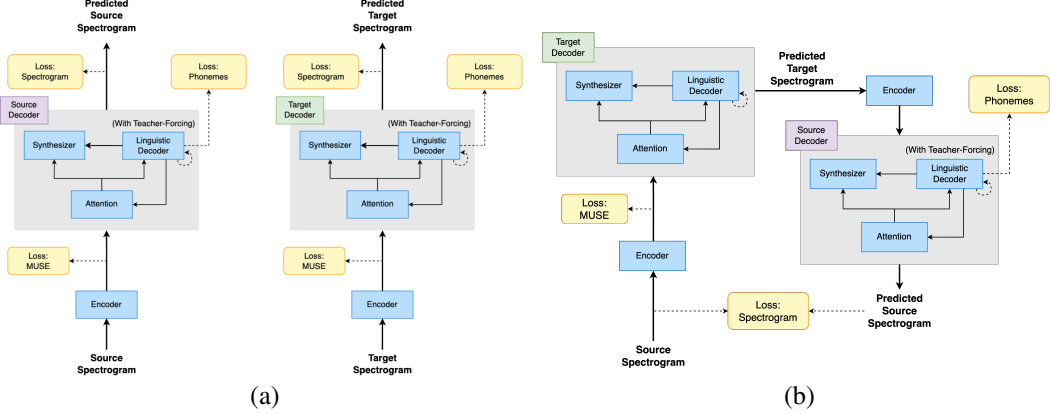 Predicted
Source
Spectrogram
Loss:
Spectrogram
Loss:
Phonemes
Source
Decoder
(With Teacher-Forcing)
Synthesizer
Linguistic
Decoder
Attention
Loss:
MUSE
Encoder
Source
Spectrogram
Predicted
Target
Spectrogram
Loss:
Spectrogram
Loss:
Phonemes
Target
Decoder
(With Teacher-Forcing)
Synthesizer
Linguistic
Decoder
Attention
Loss:
MUSE
Encoder
Target
Spectrogram
(a)
Target
Decoder
Synthesizer
Linguistic
Decoder
Attention
Predicted
Target
Spectrogram
Encoder
Loss:
Phonemes
Source
Decoder
(With Teacher-Forcing)
Synthesizer
Linguistic
Decoder
Attention
Loss:
MUSE
Encoder
Loss:
Spectrogram
Predicted
Source
Spectrogram
Source
Spectrogram
(b)